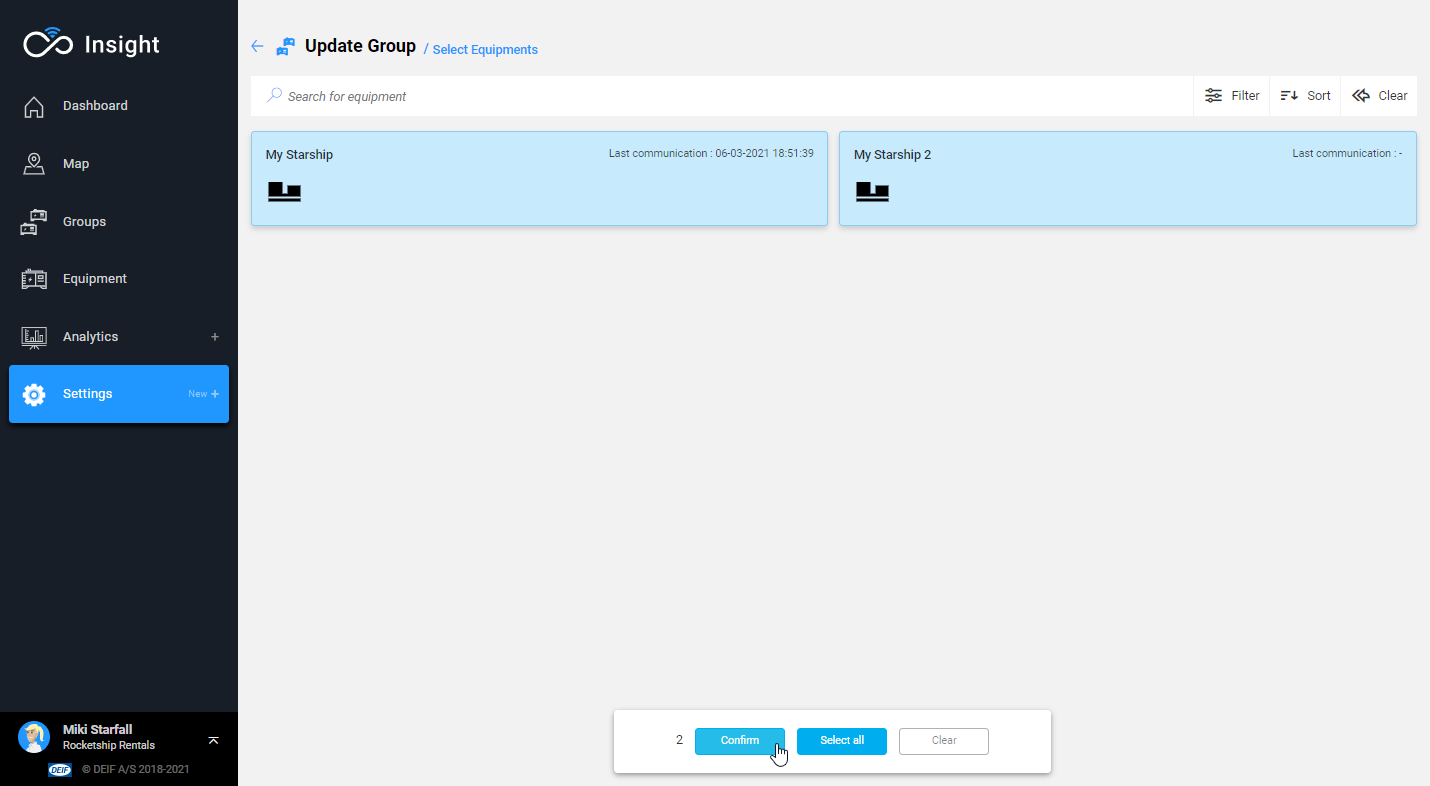 Insight
Dashboard
Map
Groups
Equipment
Analytics +
Settings New +
Miki Starfall
Rocketship Rentals
DEIF © DEIF A/S 2018-2021
Update Group / Select Equipments
Search for equipment Filter Sort Clear
My Starship Last communication : 06-03-2021 18:51:39
My Starship 2 Last communication : -
2 Confirm Select all Clear